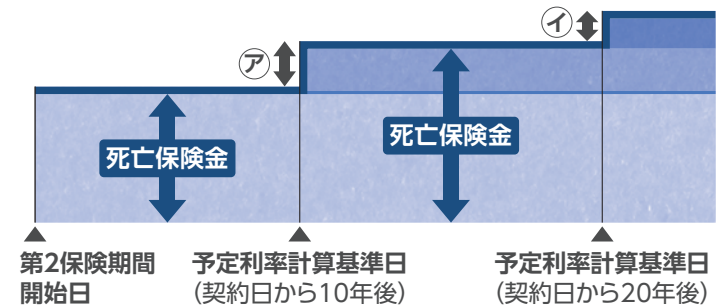 ㋐
㋑
死亡保険金
死亡保険金
第2保険期間
開始日
予定利率計算基準日
(契約日から10年後)
予定利率計算基準日
(契約日から20年後)